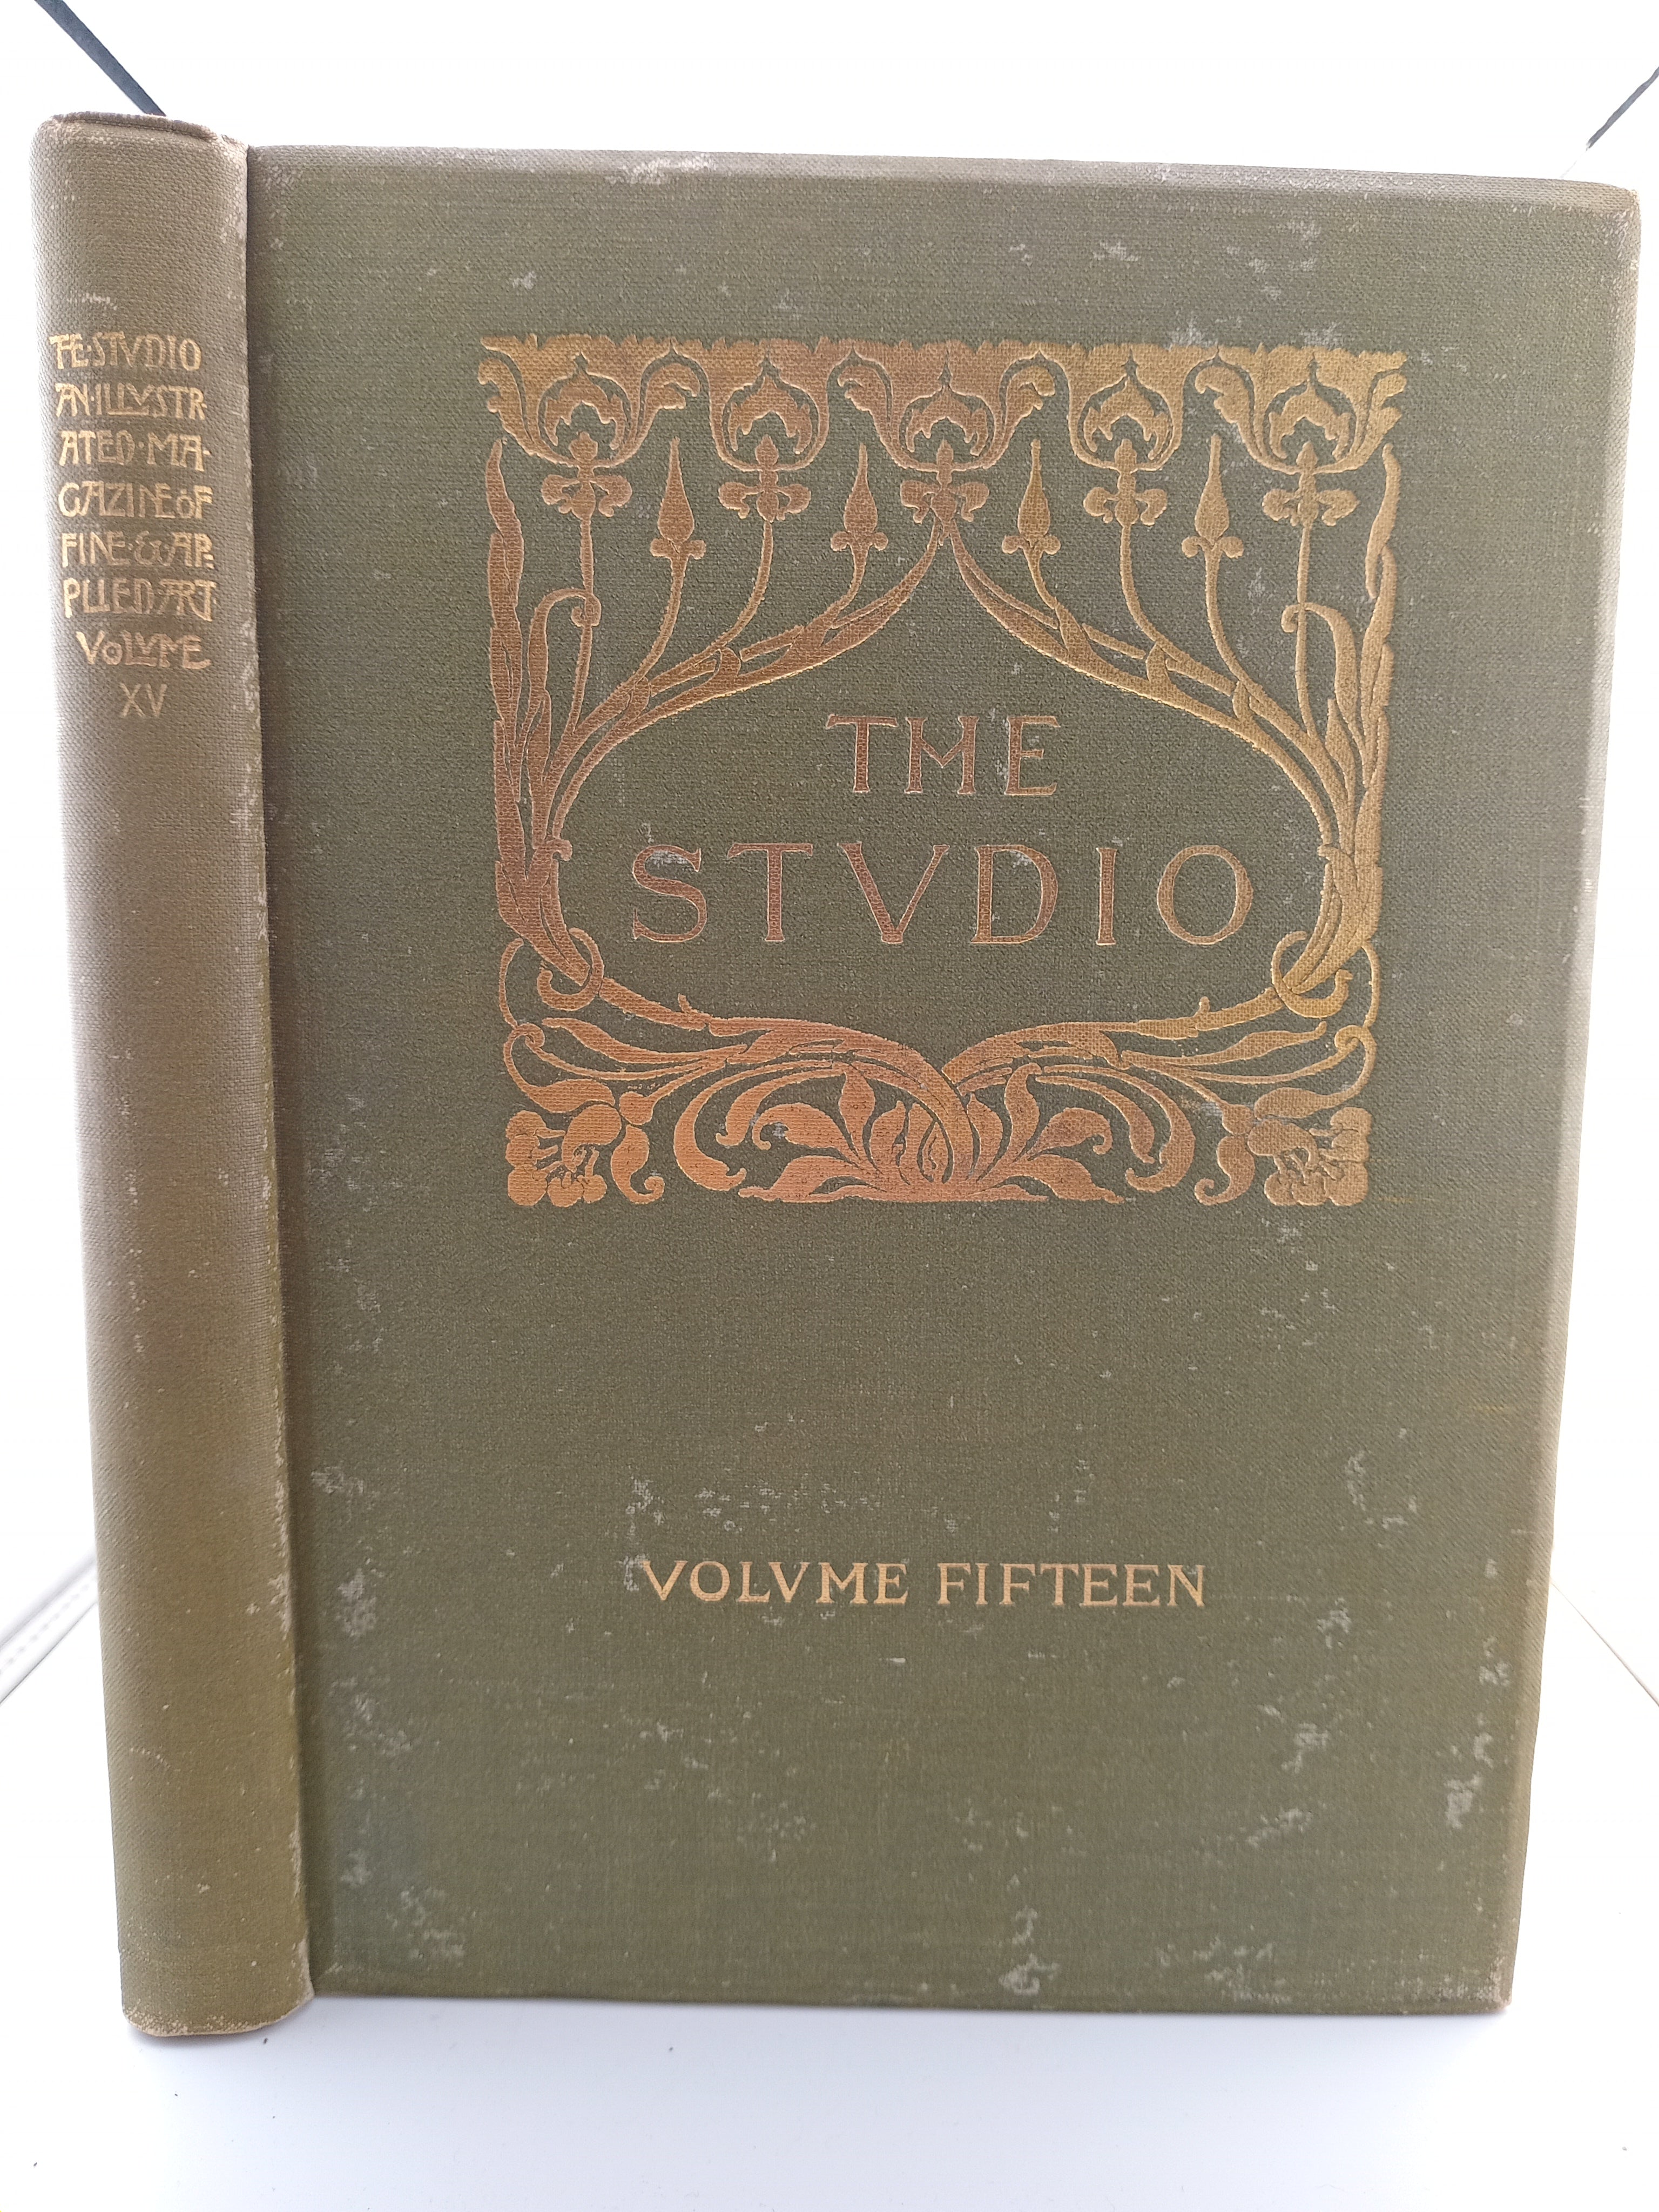 THE·STVDIO
AN·ILLVSTR
ATED·MA-
GAZINE OF
FINE·&·AP-
PLIED ART·
VOLVME
XV
THE
STVDIO
VOLVME FIFTEEN